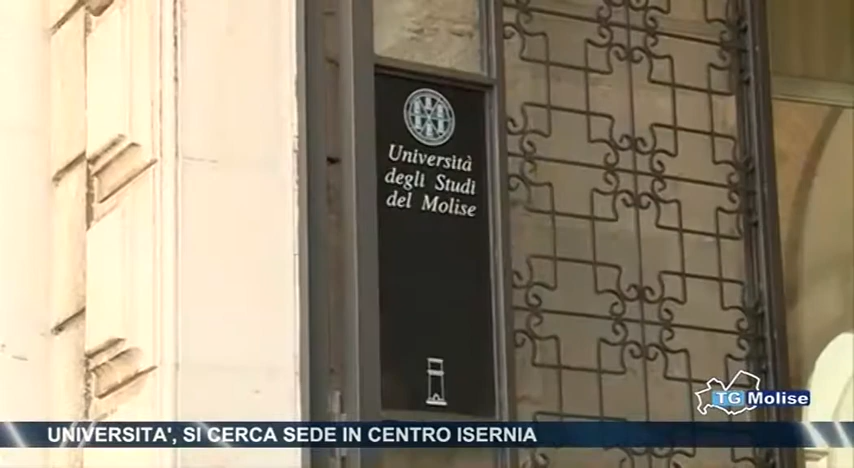 Università
degli Studi
del Molise
TG Molise
UNIVERSITA', SI CERCA SEDE IN CENTRO ISERNIA